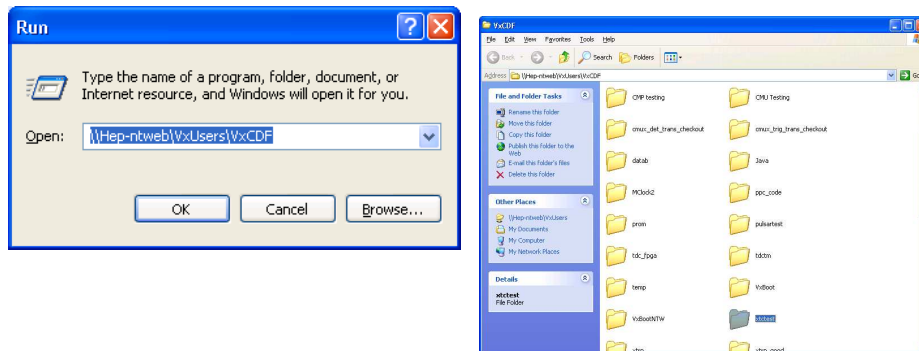 Run
Type the name of a program, folder, document, or
Internet resource, and Windows will open it for you.
Open: \\Hep-ntweb\VxUsers\VxCDF
OK Cancel Browse...
VxCDF
File Edit View Favorites Tools Help
Back Search Folders
Address \\Hep-ntweb\VxUsers\VxCDF Go
File and Folder Tasks
Rename this folder
Move this folder
Copy this folder
Publish this folder to the
Web
E-mail this folder's files
Delete this folder
Other Places
\\Hep-ntweb\VxUsers
My Documents
My Computer
My Network Places
Details
xtctest
File Folder
CMP testing CMU Testing
cmux_det_trans_checkout cmux_trig_trans_checkout
datab Java
MClock2 ppc_code
prom pulsartest
tdc_fpga tdctm
temp VxBoot
VxBootNTW xtctest
xtrp xtrp_good